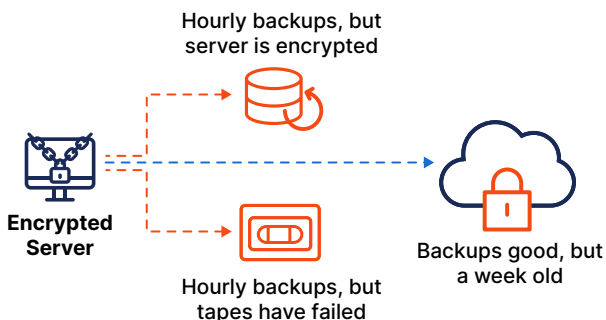 Hourly backups, but
server is encrypted
Encrypted
Server
Backups good, but
a week old
Hourly backups, but
tapes have failed